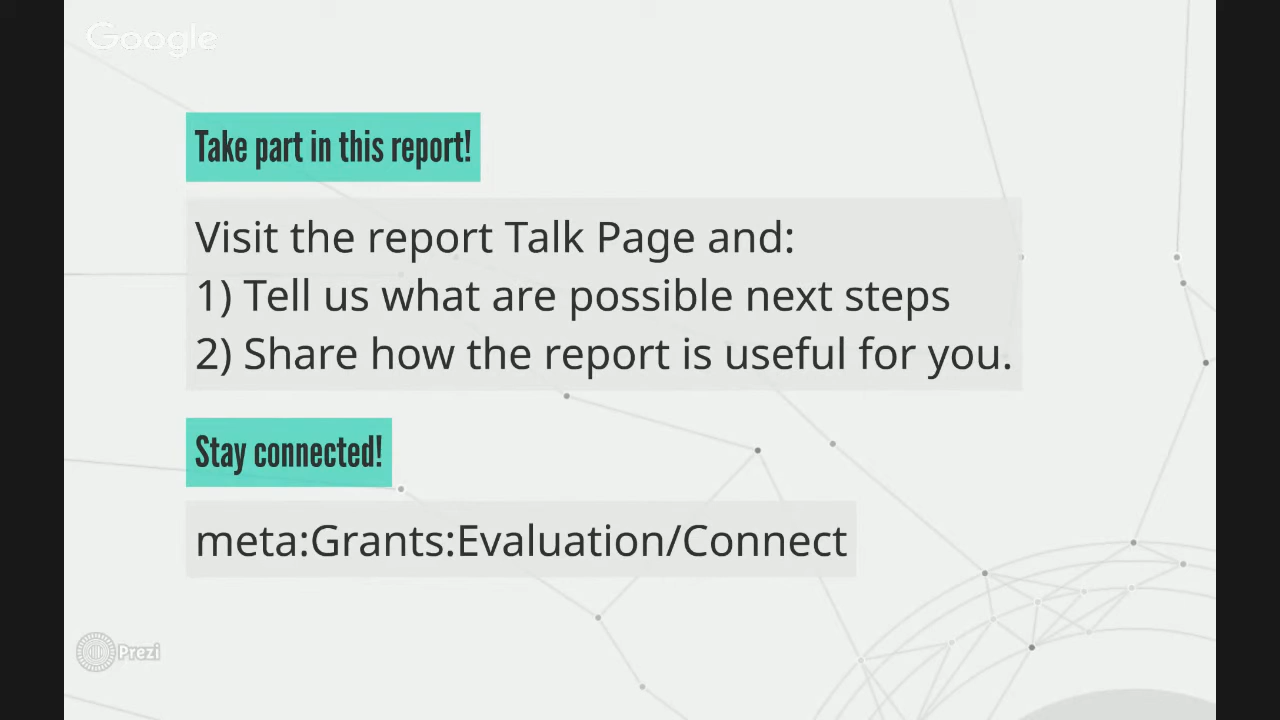 Google
Take part in this report!
Visit the report Talk Page and:
1) Tell us what are possible next steps
2) Share how the report is useful for you.
Stay connected!
meta:Grants:Evaluation/Connect
Prezi